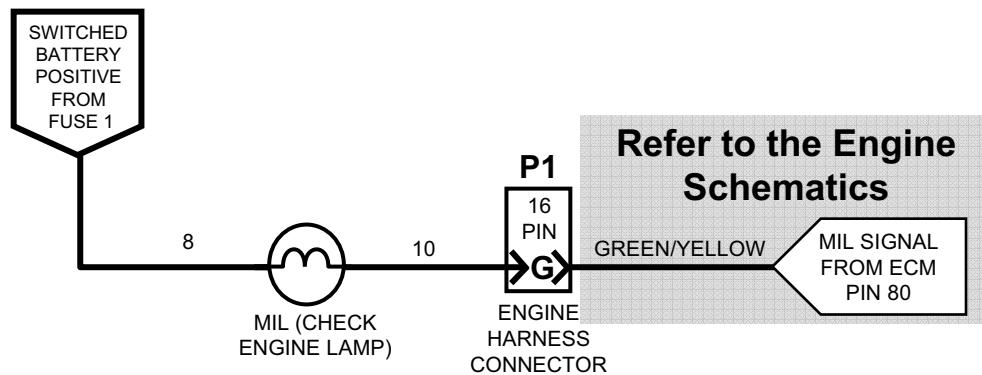 SWITCHED
BATTERY
POSITIVE
FROM
FUSE 1
8
MIL (CHECK
ENGINE LAMP)
10
P1
16
PIN
G
ENGINE
HARNESS
CONNECTOR
Refer to the Engine
Schematics
GREEN/YELLOW
MIL SIGNAL
FROM ECM
PIN 80